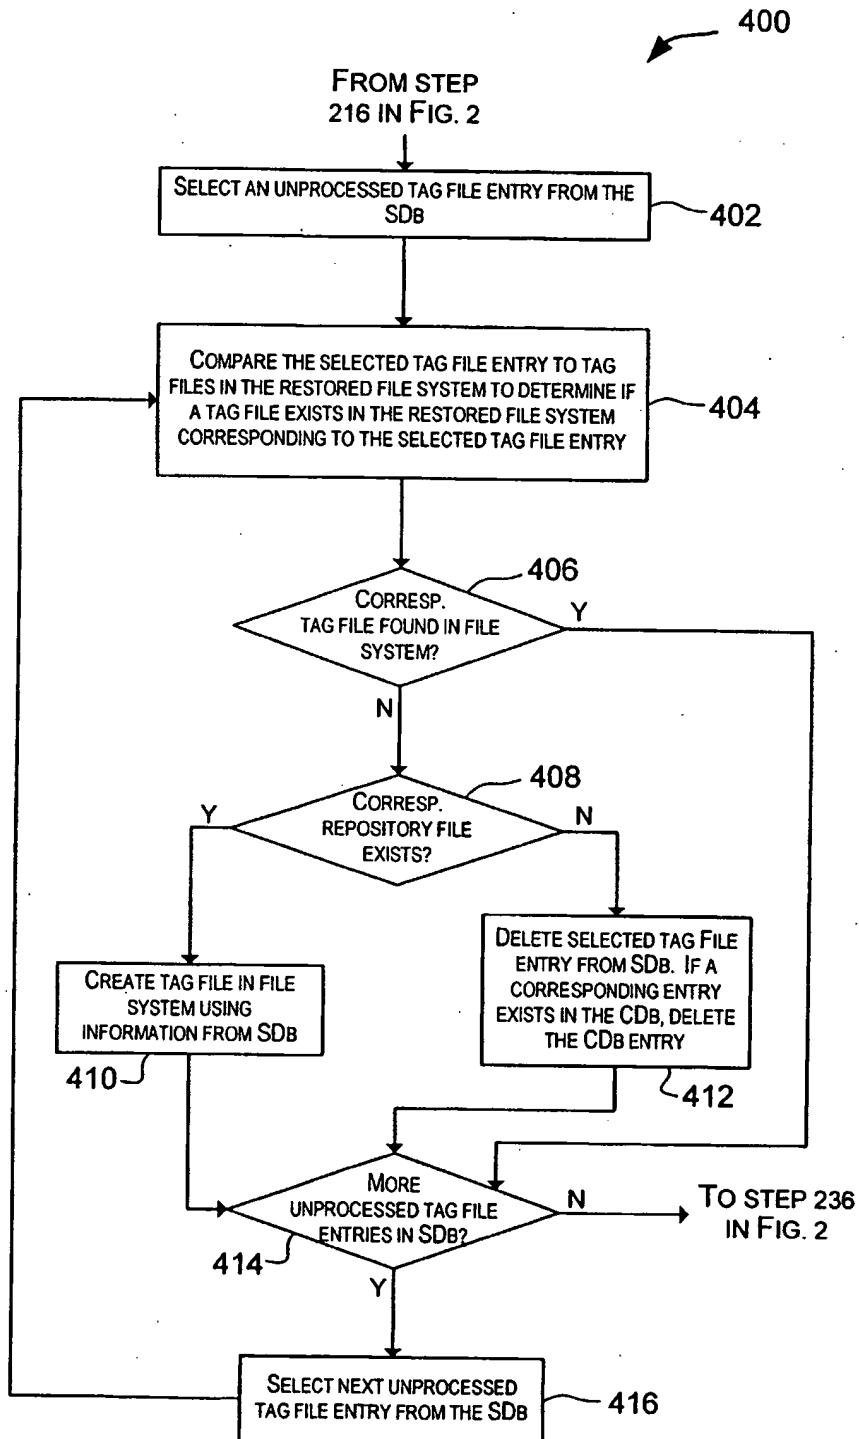 400
FROM STEP
216 IN FIG. 2
SELECT AN UNPROCESSED TAG FILE ENTRY FROM THE
SDB
402
COMPARE THE SELECTED TAG FILE ENTRY TO TAG
FILES IN THE RESTORED FILE SYSTEM TO DETERMINE IF
A TAG FILE EXISTS IN THE RESTORED FILE SYSTEM
CORRESPONDING TO THE SELECTED TAG FILE ENTRY
404
406
CORRESP.
TAG FILE FOUND IN FILE
SYSTEM?
Y
N
408
CORRESP.
REPOSITORY FILE
EXISTS?
Y
N
CREATE TAG FILE IN FILE
SYSTEM USING
INFORMATION FROM SDB
410
DELETE SELECTED TAG FILE
ENTRY FROM SDB. IF A
CORRESPONDING ENTRY
EXISTS IN THE CDB, DELETE
THE CDB ENTRY
412
MORE
UNPROCESSED TAG FILE
ENTRIES IN SDB?
414
N
TO STEP 236
IN FIG. 2
Y
SELECT NEXT UNPROCESSED
TAG FILE ENTRY FROM THE SDB
416